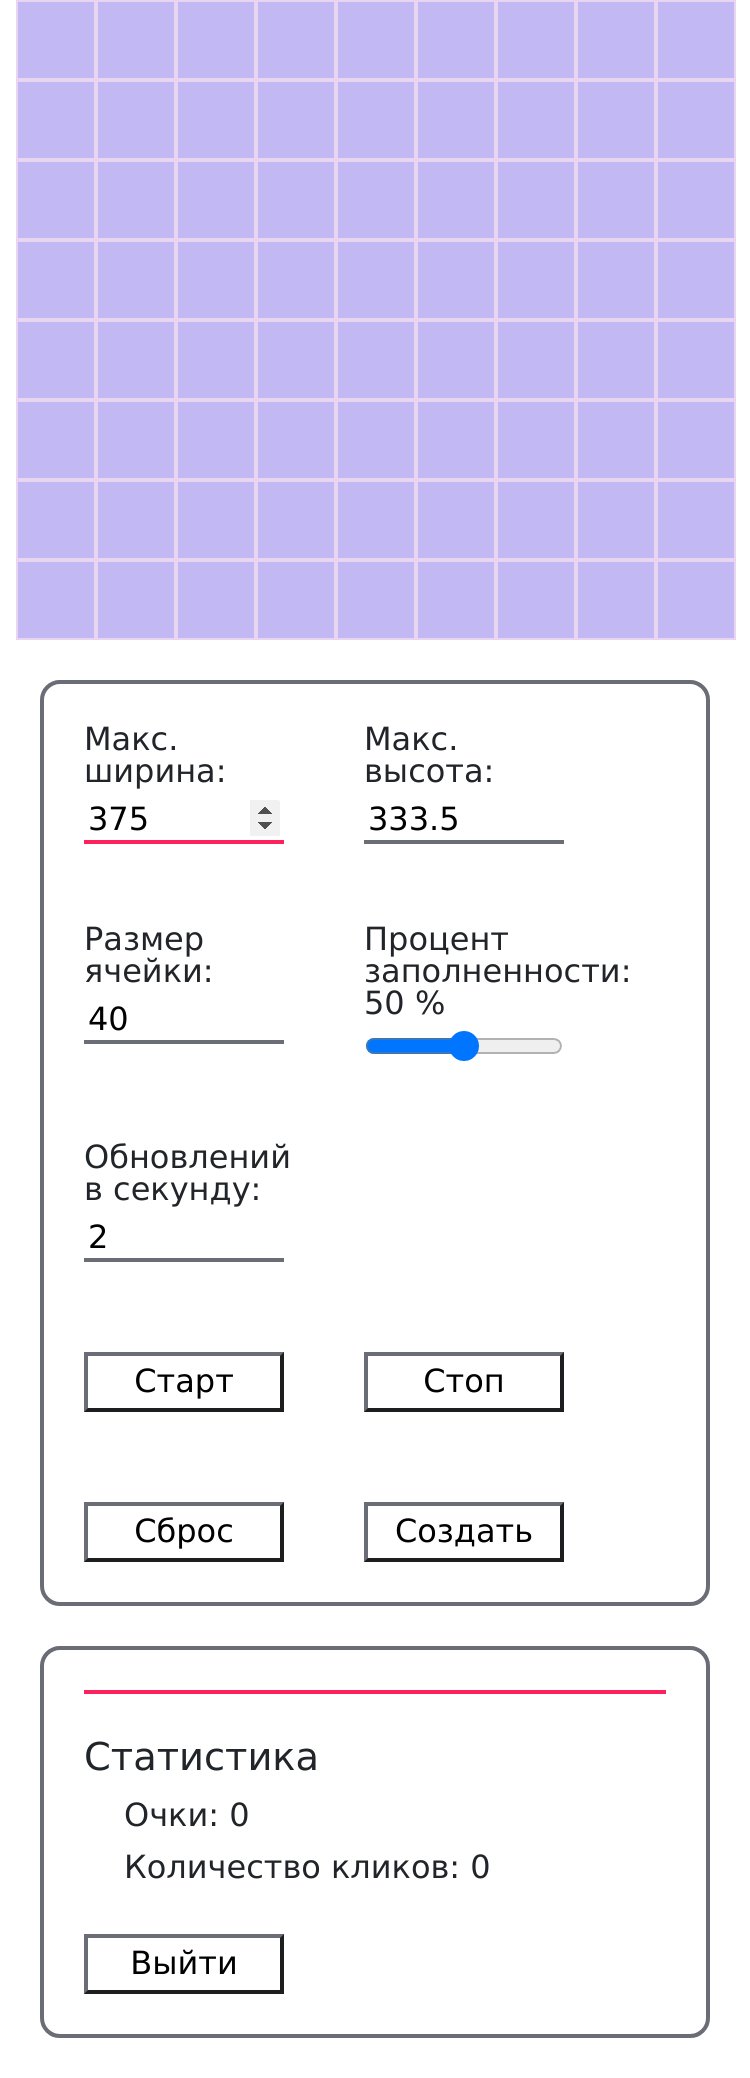 Макс.
ширина:
375
Макс.
высота:
333.5
Размер
ячейки:
40
Процент
заполненности:
50 %
Обновлений
в секунду:
2
Старт
Стоп
Сброс
Создать
Статистика
Очки: 0
Количество кликов: 0
Выйти